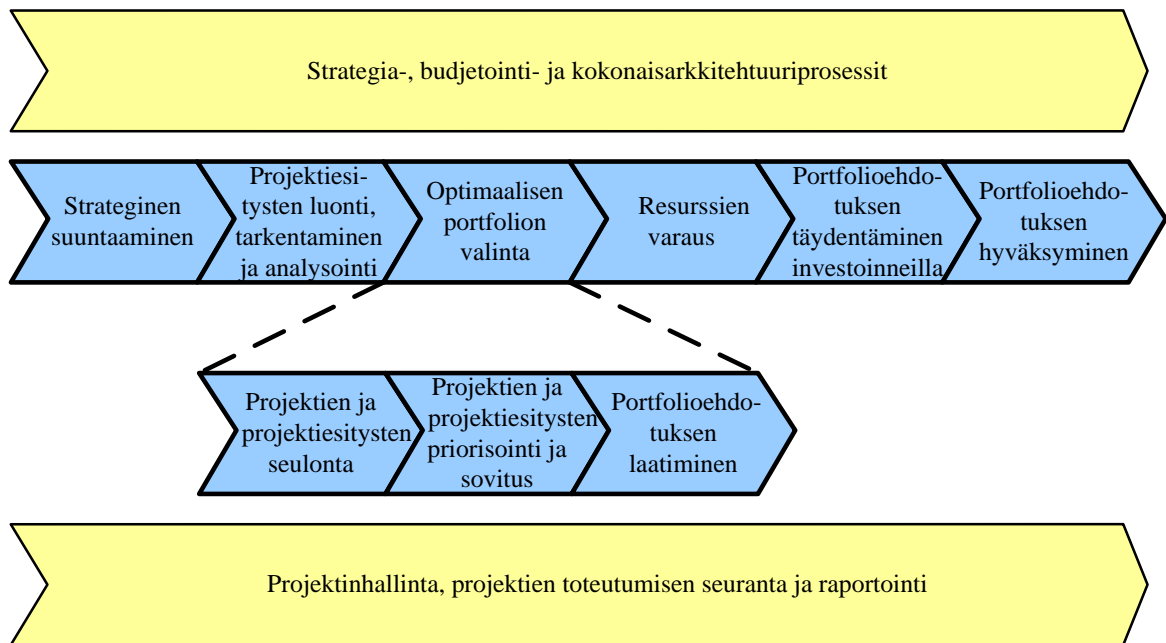 Strategia-, budjetointi- ja kokonaisarkkitehtuuriprosessit
Strateginen
suuntaaminen
Projektiesi-
tysten luonti,
tarkentaminen
ja analysointi
Optimaalisen
portfolion
valinta
Resurssien
varaus
Portfolioehdo-
tuksen
täydentäminen
investoinneilla
Portfolioehdo-
tuksen
hyväksyminen
Projektien ja
projektiesitysten
seulonta
Projektien ja
projektiesitysten
priorisointi ja
sovitus
Portfolioehdo-
tuksen
laatiminen
Projektinhallinta, projektien toteutumisen seuranta ja raportointi